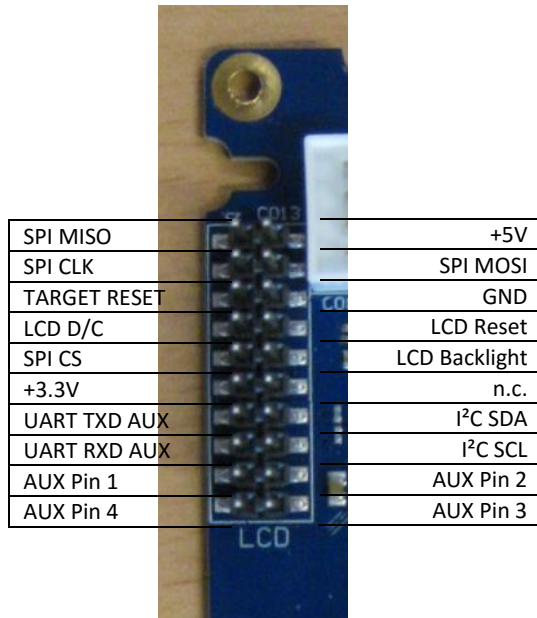 CO13
SPI MISO +5V
SPI CLK SPI MOSI
TARGET RESET GND
LCD D/C LCD Reset
SPI CS LCD Backlight
+3.3V n.c.
UART TXD AUX I²C SDA
UART RXD AUX I²C SCL
AUX Pin 1 AUX Pin 2
AUX Pin 4 AUX Pin 3
LCD